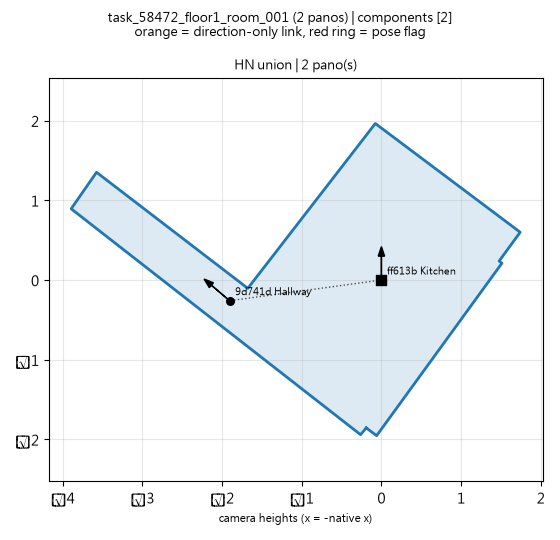 task_58472_floor1_room_001 (2 panos) | components [2]
orange = direction-only link, red ring = pose flag
HN union | 2 pano(s)
2
1
0
1
2
ff613b Kitchen
9d741d Hallway
4 3 2 1 0 1 2
camera heights (x = -native x)